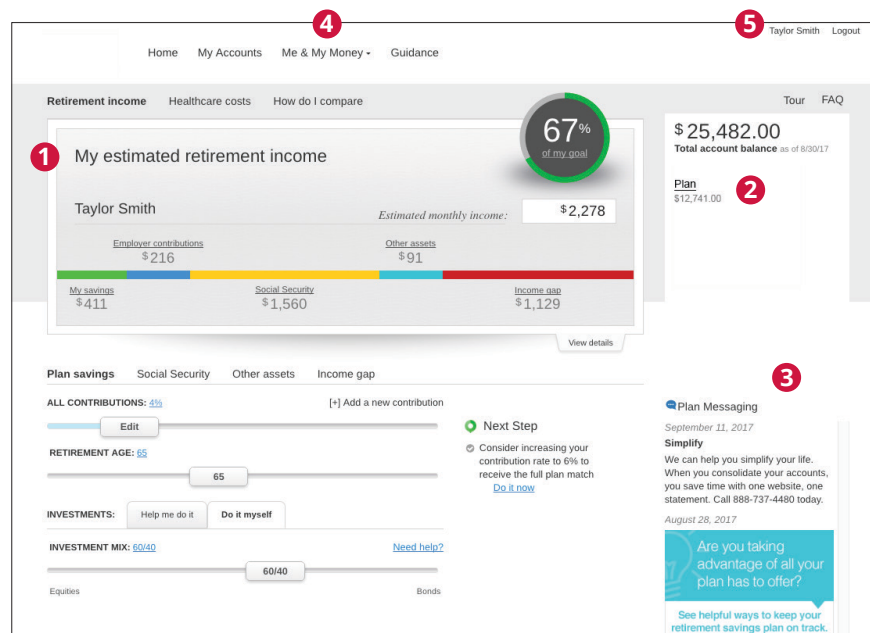 4
5
Taylor Smith Logout
Home My Accounts Me & My Money Guidance
Retirement income Healthcare costs How do I compare
Tour FAQ
1
My estimated retirement income
67%
of my goal
Taylor Smith
Estimated monthly income: $2,278
Employer contributions
$216
Other assets
$91
My savings
$411
Social Security
$1,560
Income gap
$1,129
View details
$25,482.00
Total account balance as of 8/30/17
Plan
$12,741.00
2
Plan savings Social Security Other assets Income gap
ALL CONTRIBUTIONS: 4% [+] Add a new contribution
Edit
RETIREMENT AGE: 65
65
INVESTMENTS: Help me do it Do it myself
INVESTMENT MIX: 60/40 Need help?
60/40
Equities Bonds
Next Step
Consider increasing your
contribution rate to 6% to
receive the full plan match
Do it now
3
Plan Messaging
September 11, 2017
Simplify
We can help you simplify your life.
When you consolidate your accounts,
you save time with one website, one
statement. Call 888-737-4480 today.
August 28, 2017
Are you taking
advantage of all your
plan has to offer?
See helpful ways to keep your
retirement savings plan on track.